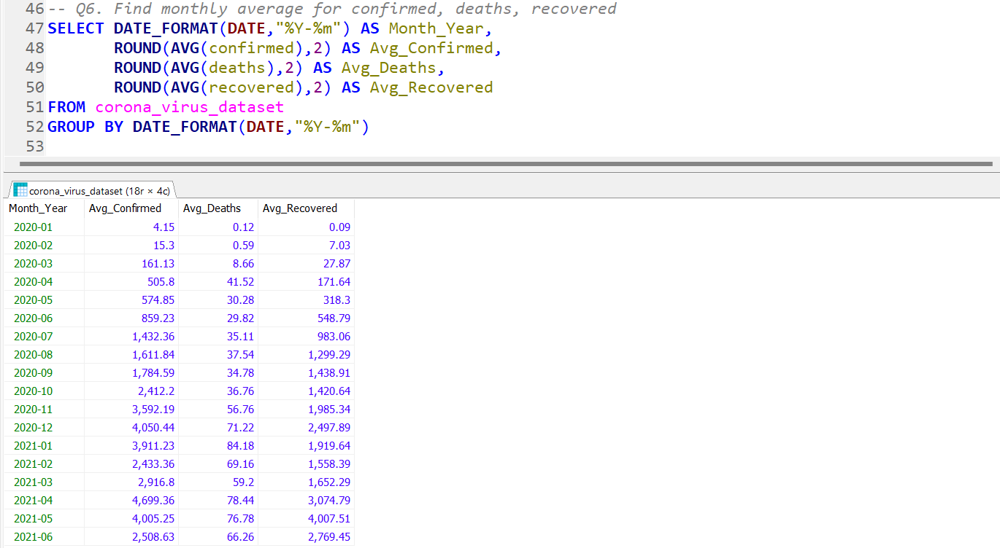 46 -- Q6. Find monthly average for confirmed, deaths, recovered
47 SELECT DATE_FORMAT(DATE,"%Y-%m") AS Month_Year,
48 ROUND(AVG(confirmed),2) AS Avg_Confirmed,
49 ROUND(AVG(deaths),2) AS Avg_Deaths,
50 ROUND(AVG(recovered),2) AS Avg_Recovered
51 FROM corona_virus_dataset
52 GROUP BY DATE_FORMAT(DATE,"%Y-%m")
53
corona_virus_dataset (18r × 4c)
Month_Year Avg_Confirmed Avg_Deaths Avg_Recovered
2020-01 4.15 0.12 0.09
2020-02 15.3 0.59 7.03
2020-03 161.13 8.66 27.87
2020-04 505.8 41.52 171.64
2020-05 574.85 30.28 318.3
2020-06 859.23 29.82 548.79
2020-07 1,432.36 35.11 983.06
2020-08 1,611.84 37.54 1,299.29
2020-09 1,784.59 34.78 1,438.91
2020-10 2,412.2 36.76 1,420.64
2020-11 3,592.19 56.76 1,985.34
2020-12 4,050.44 71.22 2,497.89
2021-01 3,911.23 84.18 1,919.64
2021-02 2,433.36 69.16 1,558.39
2021-03 2,916.8 59.2 1,652.29
2021-04 4,699.36 78.44 3,074.79
2021-05 4,005.25 76.78 4,007.51
2021-06 2,508.63 66.26 2,769.45